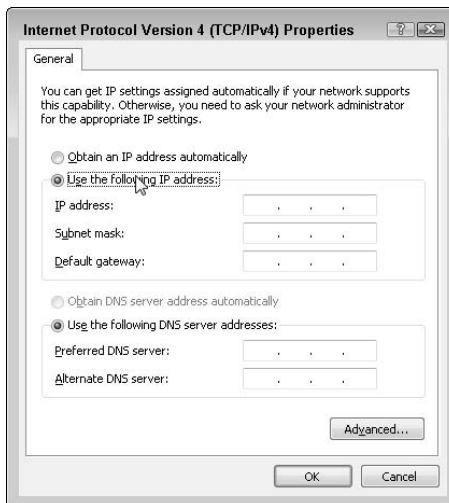 Internet Protocol Version 4 (TCP/IPv4) Properties
General
You can get IP settings assigned automatically if your network supports
this capability. Otherwise, you need to ask your network administrator
for the appropriate IP settings.
Obtain an IP address automatically
Use the following IP address:
IP address:
Subnet mask:
Default gateway:
Obtain DNS server address automatically
Use the following DNS server addresses:
Preferred DNS server:
Alternate DNS server:
Advanced...
OK Cancel